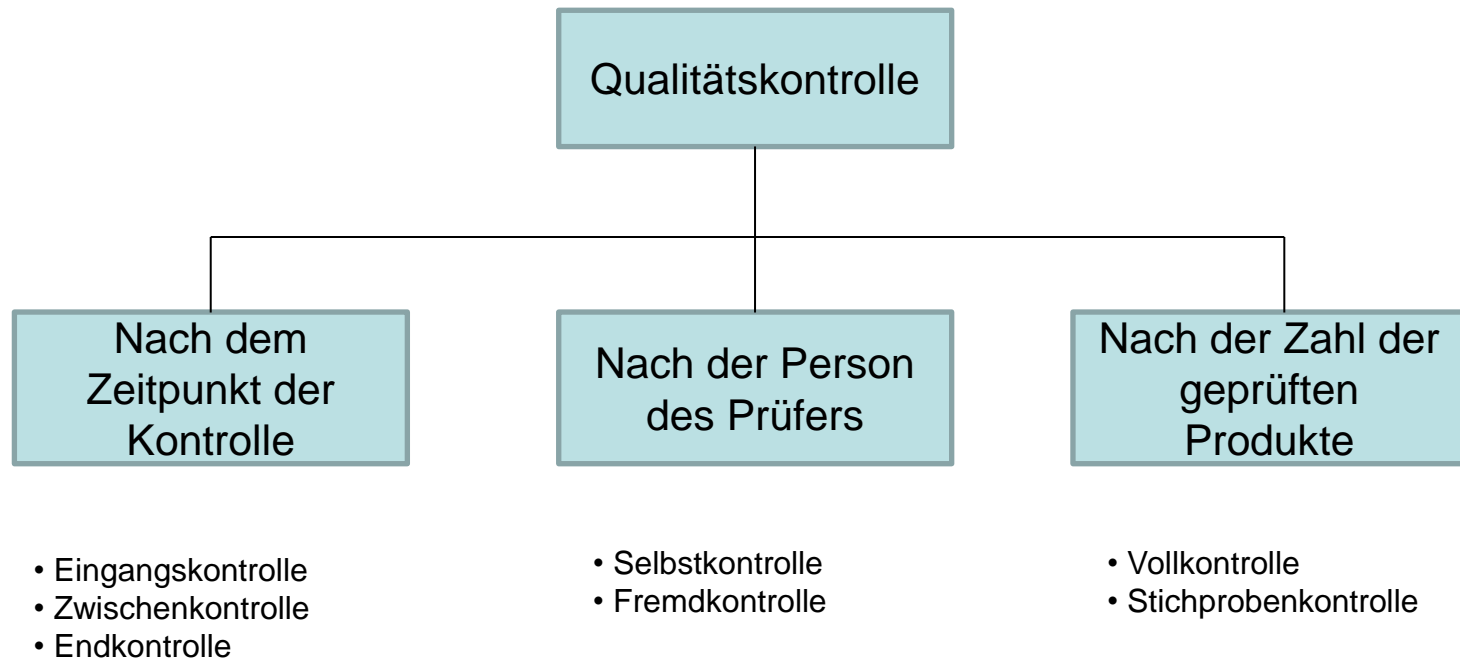 Qualitätskontrolle
Nach dem
Zeitpunkt der
Kontrolle
Nach der Person
des Prüfers
Nach der Zahl der
geprüften
Produkte
• Eingangskontrolle
• Zwischenkontrolle
• Endkontrolle
• Selbstkontrolle
• Fremdkontrolle
• Vollkontrolle
• Stichprobenkontrolle